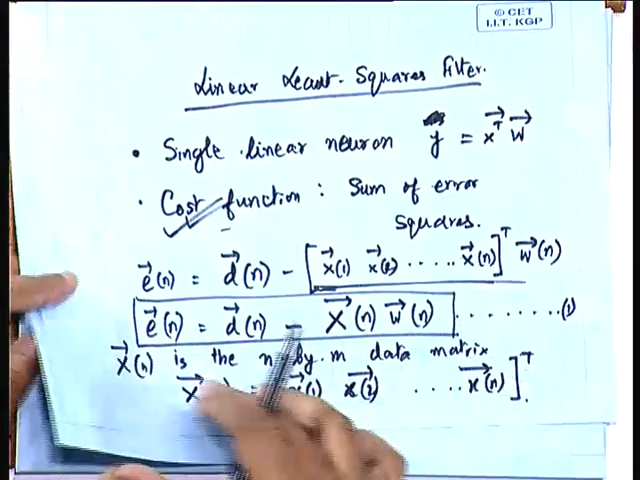 © CET
I.I.T. KGP
Linear Least-Squares Filter.
• Single linear neuron y = x^T w
• Cost function : Sum of error
squares.
e(n) = d(n) - [x(1) x(2) ..... x(n)]^T w(n)
e(n) = d(n) - X(n) w(n) ........(1)
X(n) is the n by m data matrix
X = x(1) x(2) ....x(n)]^T.